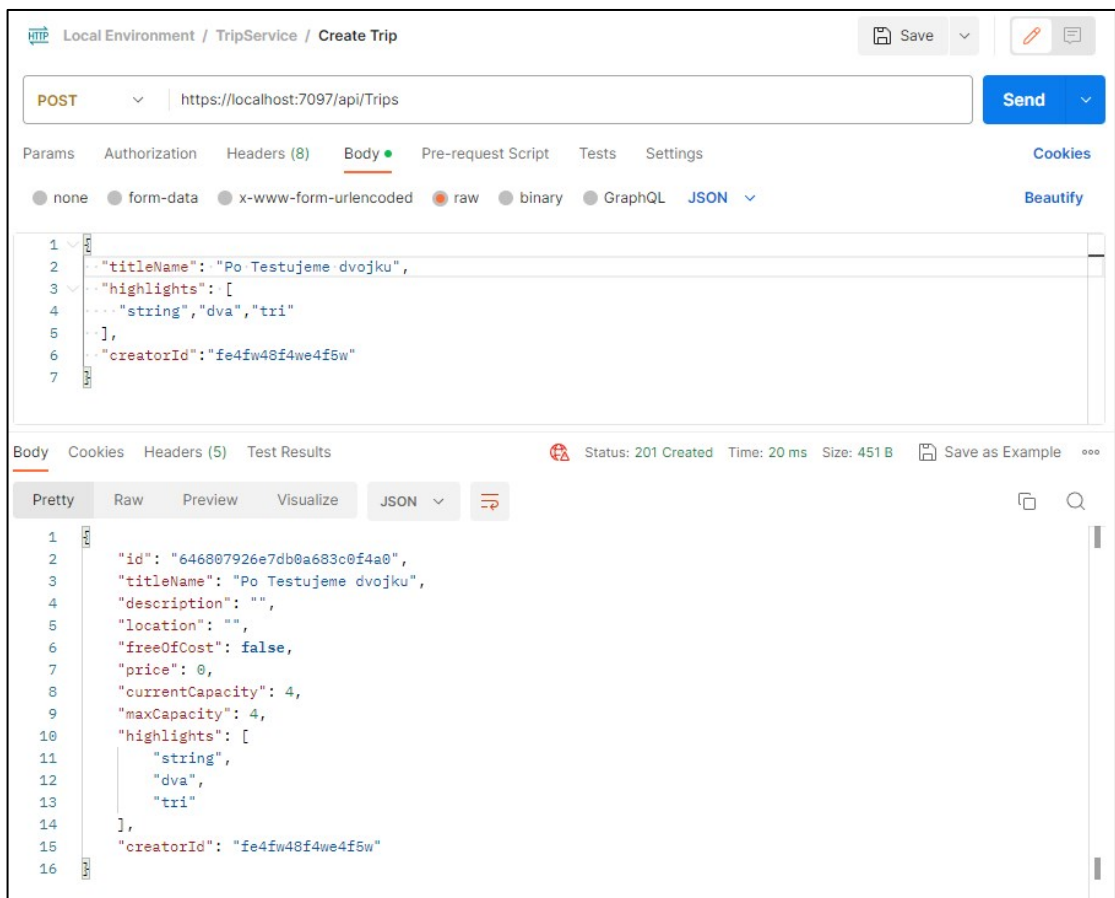 HTTP Local Environment / TripService / Create Trip Save
POST https://localhost:7097/api/Trips Send
Params Authorization Headers (8) Body Pre-request Script Tests Settings Cookies
none form-data x-www-form-urlencoded raw binary GraphQL JSON Beautify
1 {
2 "titleName": "Po Testujeme dvojku",
3 "highlights": [
4 "string","dva","tri"
5 ],
6 "creatorId":"fe4fw48f4we4f5w"
7 }
Body Cookies Headers (5) Test Results Status: 201 Created Time: 20 ms Size: 451 B Save as Example
Pretty Raw Preview Visualize JSON
1 {
2 "id": "646807926e7db0a683c0f4a0",
3 "titleName": "Po Testujeme dvojku",
4 "description": "",
5 "location": "",
6 "freeOfCost": false,
7 "price": 0,
8 "currentCapacity": 4,
9 "maxCapacity": 4,
10 "highlights": [
11 "string",
12 "dva",
13 "tri"
14 ],
15 "creatorId": "fe4fw48f4we4f5w"
16 }